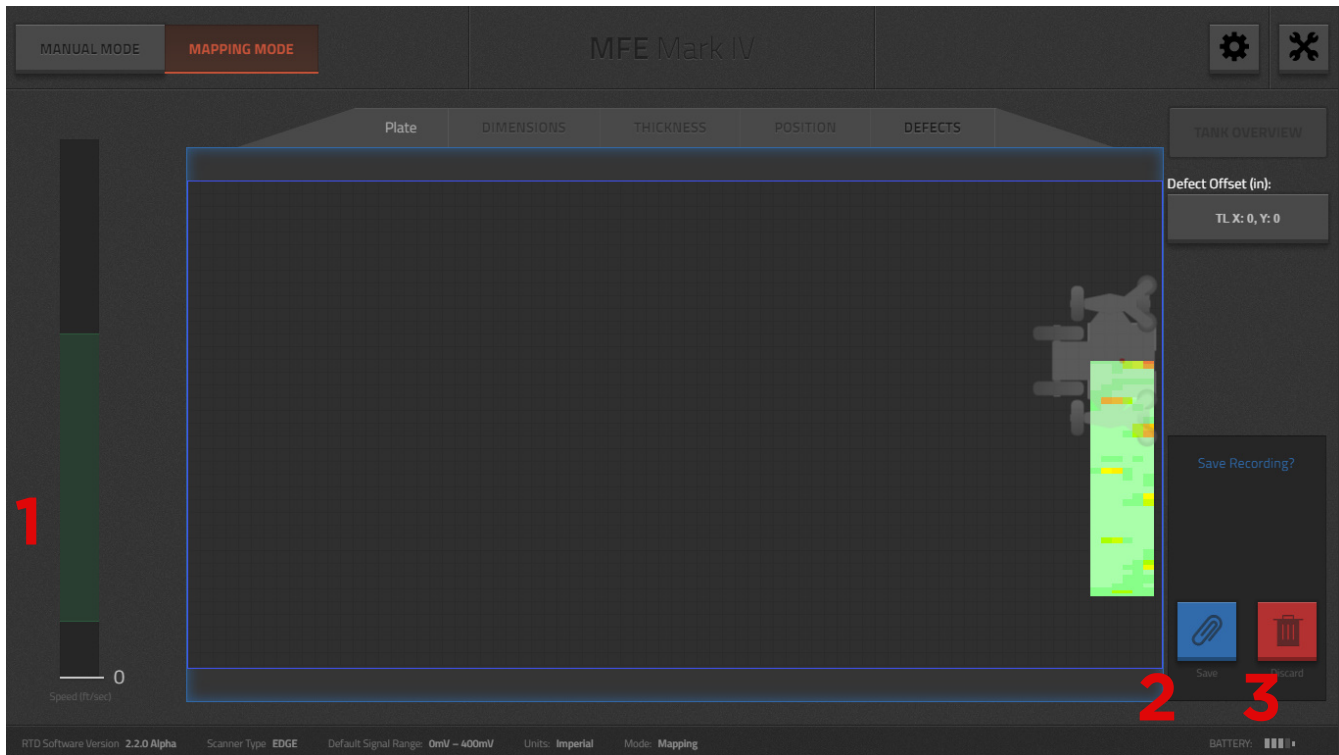 MANUAL MODE
MAPPING MODE
MFE Mark IV
Plate
DIMENSIONS
THICKNESS
POSITION
DEFECTS
TANK OVERVIEW
Defect Offset (in):
TL X: 0, Y: 0
1
0
Speed (ft/sec)
Save Recording?
Save
Discard
2
3
RTD Software Version 2.2.0 Alpha Scanner Type EDGE Default Signal Range: 0mV – 400mV Units: Imperial Mode: Mapping BATTERY: